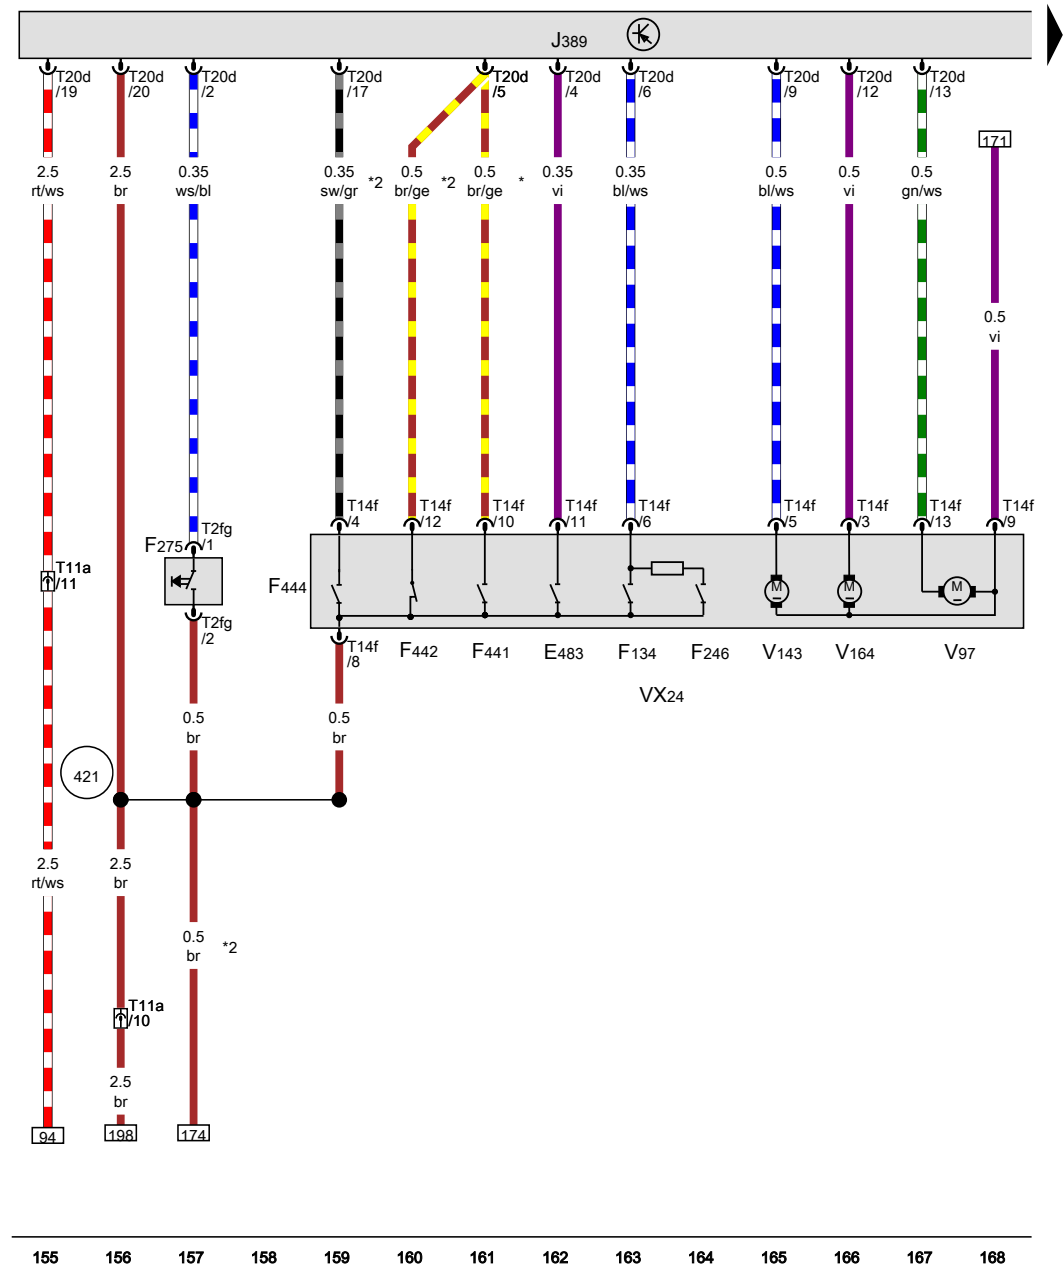 J389
T20d
/19
T20d
/20
T20d
/2
T20d
/17
T20d
/5
T20d
/4
T20d
/6
T20d
/9
T20d
/12
T20d
/13
171
2.5
rt/ws
2.5
br
0.35
ws/bl
0.35
sw/gr
*2
0.5
br/ge
*2
0.5
br/ge
*
0.35
vi
0.35
bl/ws
0.5
bl/ws
0.5
vi
0.5
gn/ws
0.5
vi
T14f
/4
T14f
/12
T14f
/10
T14f
/11
T14f
/6
T14f
/5
T14f
/3
T14f
/13
T14f
/9
T2fg
/1
F275
T11a
/11
F444
M
M
M
T2fg
/2
T14f
/8
F442
F441
E483
F134
F246
V143
V164
V97
VX24
0.5
br
0.5
br
421
2.5
rt/ws
2.5
br
0.5
br
*2
T11a
/10
2.5
br
94
198
174
155 156 157 158 159 160 161 162 163 164 165 166 167 168